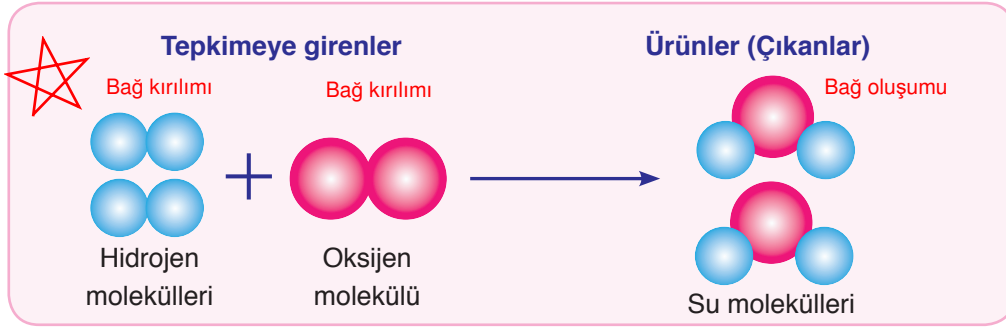 Tepkimeye girenler
Ürünler (Çıkanlar)
Bağ kırılımı
Bağ kırılımı
Bağ oluşumu
Hidrojen
molekülleri
Oksijen
molekülü
Su molekülleri